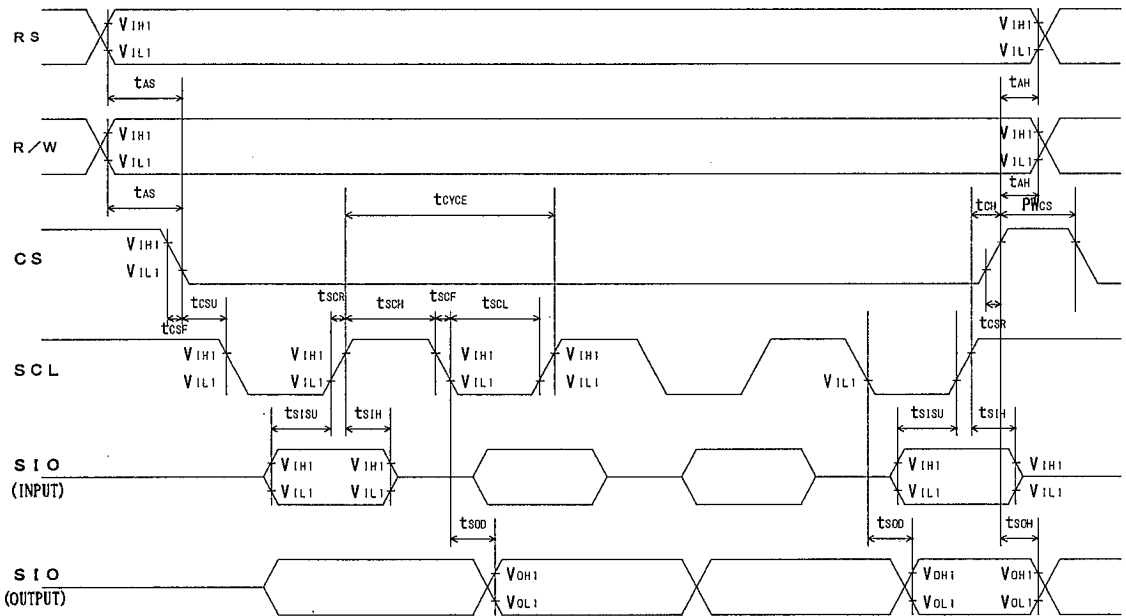 RS
VIH1
VIH1
VIL1
VIL1
tAS
tAH
R/W
VIH1
VIH1
VIL1
VIL1
tAS
tAH
tCYCE
tCH
PWCS
CS
VIH1
VIL1
tCSU
tSCR
tSCH
tSCF
tSCL
tCSF
tCSR
SCL
VIH1
VIH1
VIH1
VIH1
VIL1
VIL1
VIL1
VIL1
VIL1
tSISU
tSIH
tSISU
tSIH
SIO
(INPUT)
VIH1
VIH1
VIH1
VIH1
VIL1
VIL1
VIL1
VIL1
tSOD
tSOD
tSOH
SIO
(OUTPUT)
VOH1
VOH1
VOH1
VOL1
VOL1
VOL1